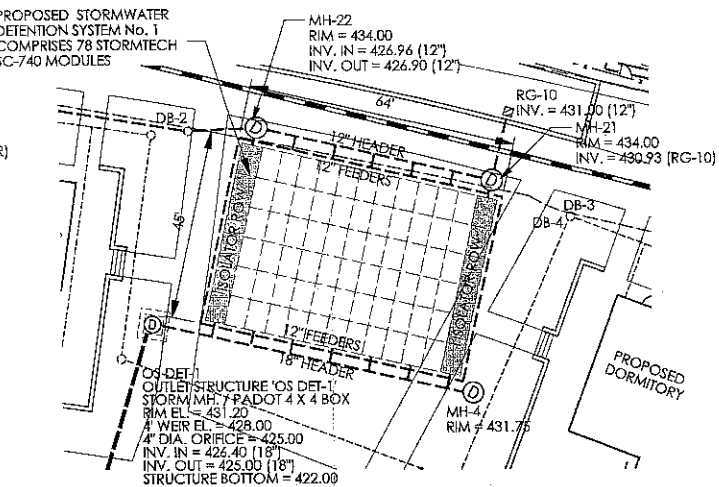 PROPOSED STORMWATER
DETENTION SYSTEM No. 1
COMPRISES 78 STORMTECH
SC-740 MODULES
MH-22
RIM = 434.00
INV. IN = 426.96 (12")
INV. OUT = 426.90 (12")
64'
RG-10
INV. = 431.00 (12")
MH-21
RIM = 434.00
INV. = 430.93 (RG-10)
DB-2
D
12" HEADER
12" FEEDERS
D
R)
DB-3
DB-4
45'
ISOLATOR ROW
ISOLATOR ROW
D
12" FEEDERS
18" HEADER
D
MH-4
RIM = 431.75
PROPOSED
DORMITORY
OS-DET-1
OUTLET STRUCTURE 'OS DET-1'
STORM MH. / PADOT 4 X 4 BOX
RIM EL. = 431.20
4' WEIR EL. = 428.00
4" DIA. ORIFICE = 425.00
INV. IN = 426.40 (18")
INV. OUT = 425.00 (18")
STRUCTURE BOTTOM = 422.00